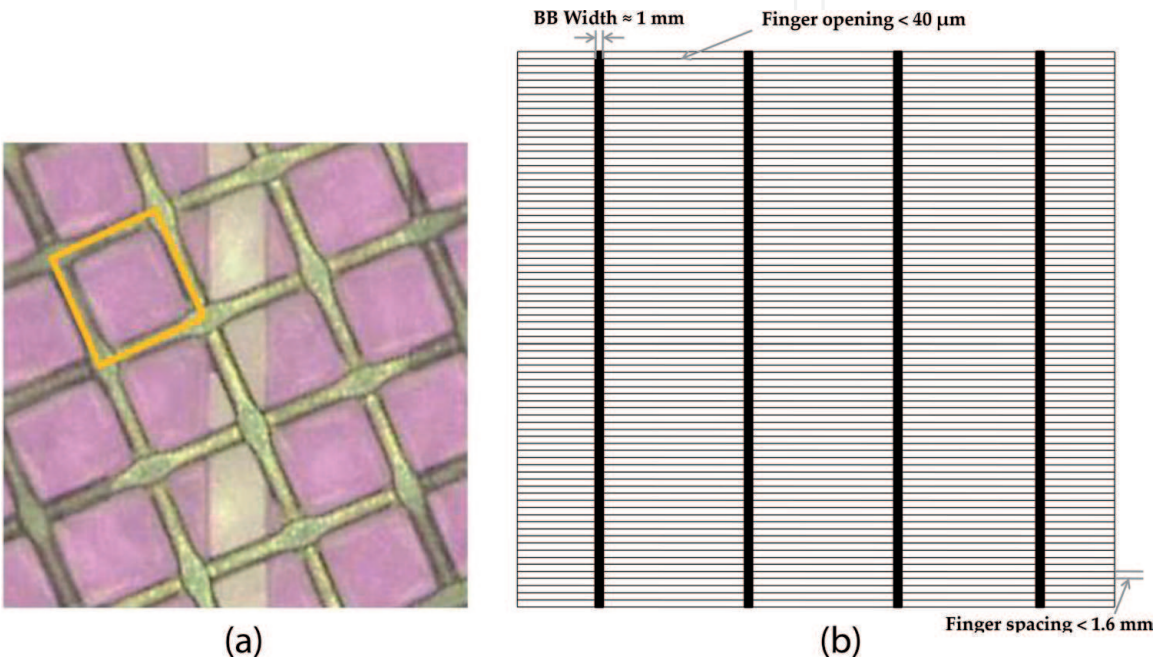 BB Width ≈ 1 mm
Finger opening < 40 µm
Finger spacing < 1.6 mm
(a)
(b)